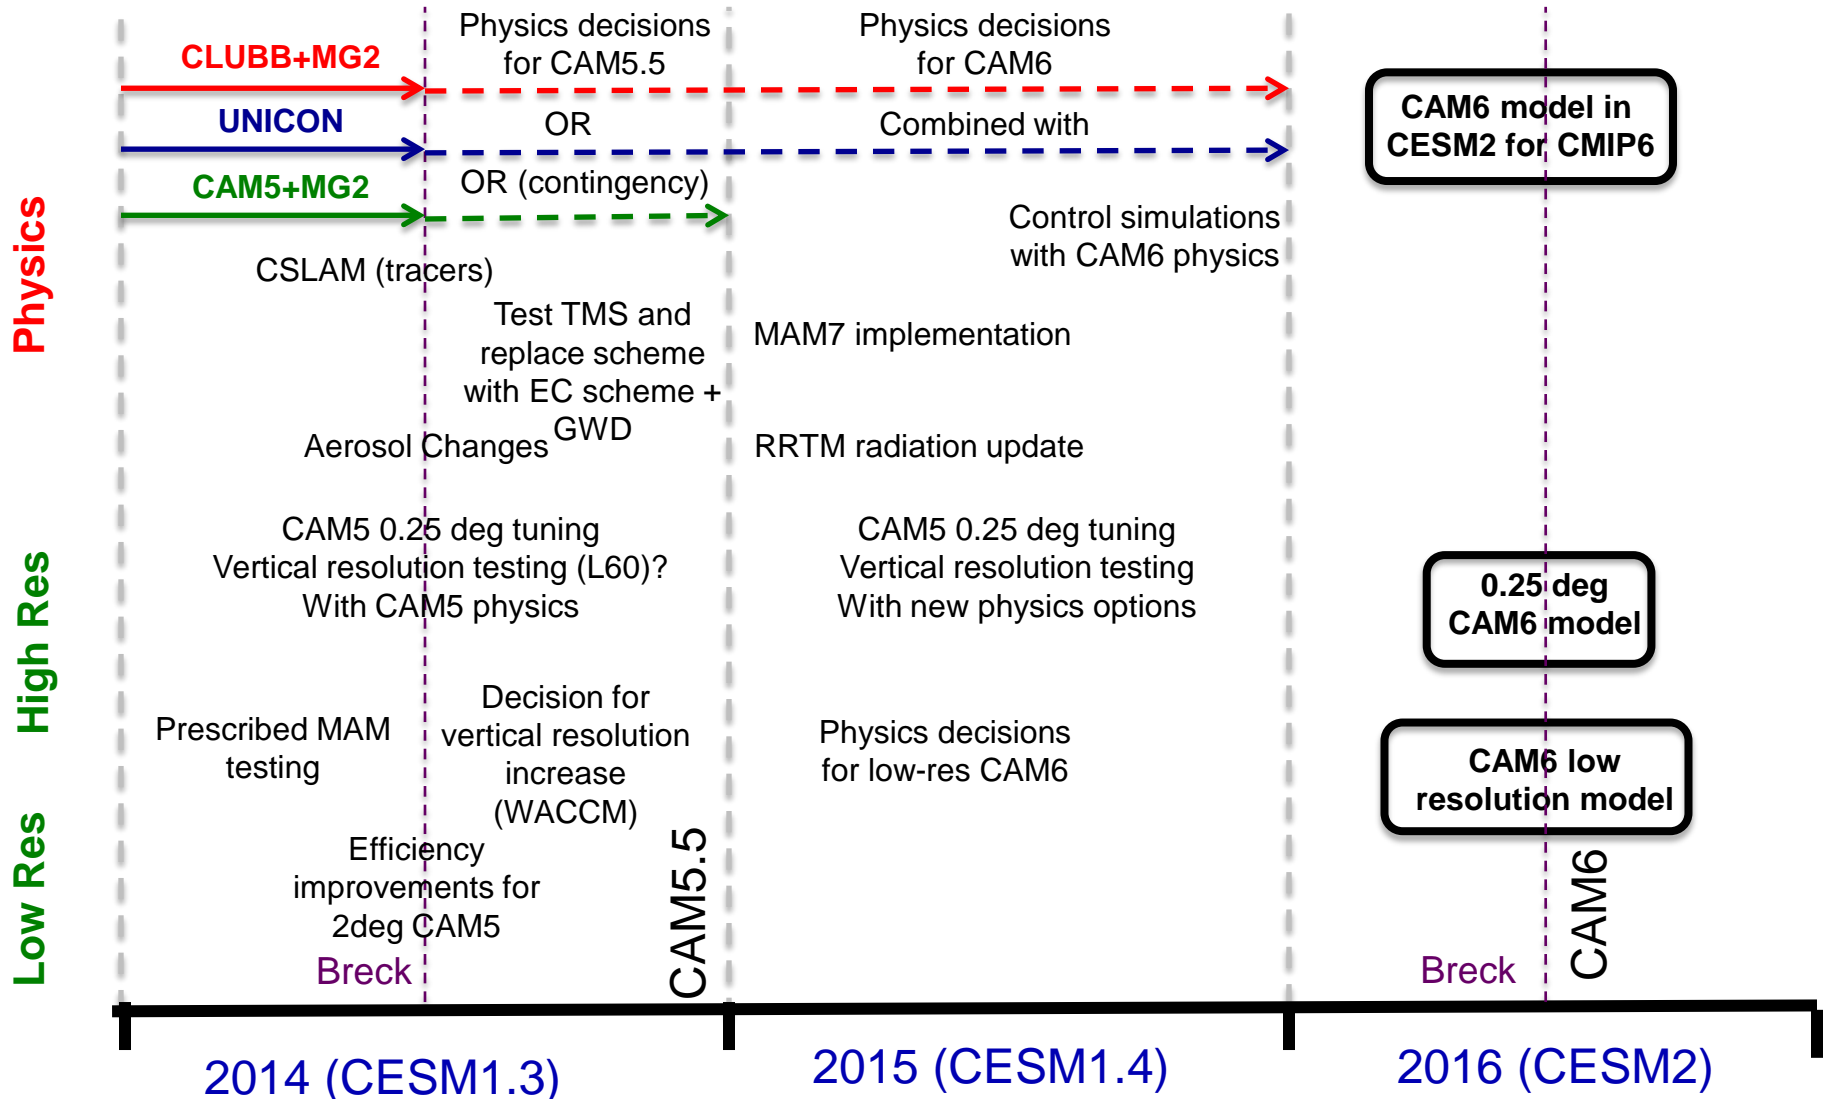 CLUBB+MG2
UNICON
CAM5+MG2
Physics decisions
for CAM5.5
OR
OR (contingency)
Physics decisions
for CAM6
Combined with
CAM6 model in
CESM2 for CMIP6
Physics
CSLAM (tracers)
Test TMS and
replace scheme
with EC scheme +
GWD
Aerosol Changes
Control simulations
with CAM6 physics
MAM7 implementation
RRTM radiation update
High Res
CAM5 0.25 deg tuning
Vertical resolution testing (L60)?
With CAM5 physics
CAM5 0.25 deg tuning
Vertical resolution testing
With new physics options
0.25 deg
CAM6 model
Low Res
Prescribed MAM
testing
Decision for
vertical resolution
increase
(WACCM)
Efficiency
improvements for
2deg CAM5
Physics decisions
for low-res CAM6
CAM6 low
resolution model
Breck
CAM5.5
Breck
CAM6
2014 (CESM1.3)
2015 (CESM1.4)
2016 (CESM2)